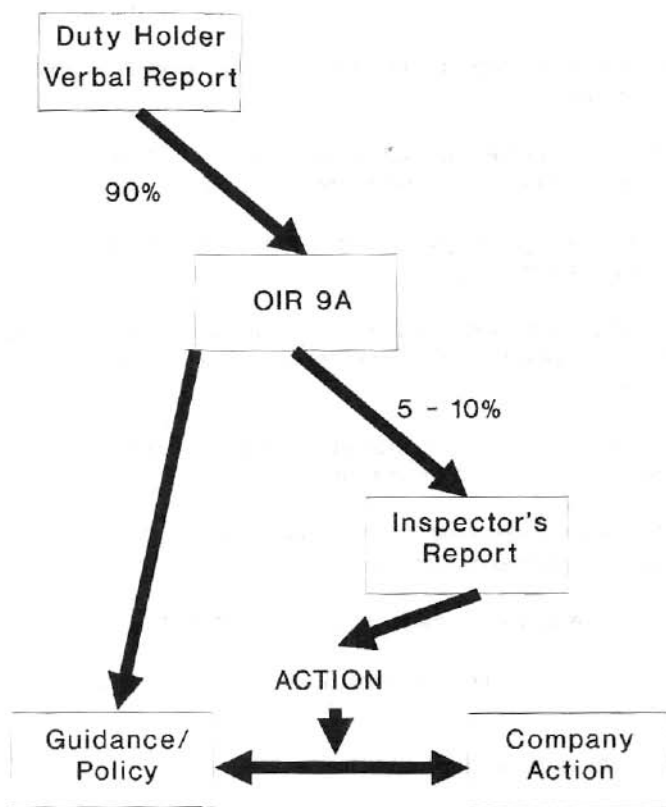 Duty Holder
Verbal Report
90%
OIR 9A
5 - 10%
Inspector's
Report
ACTION
Guidance/
Policy
Company
Action